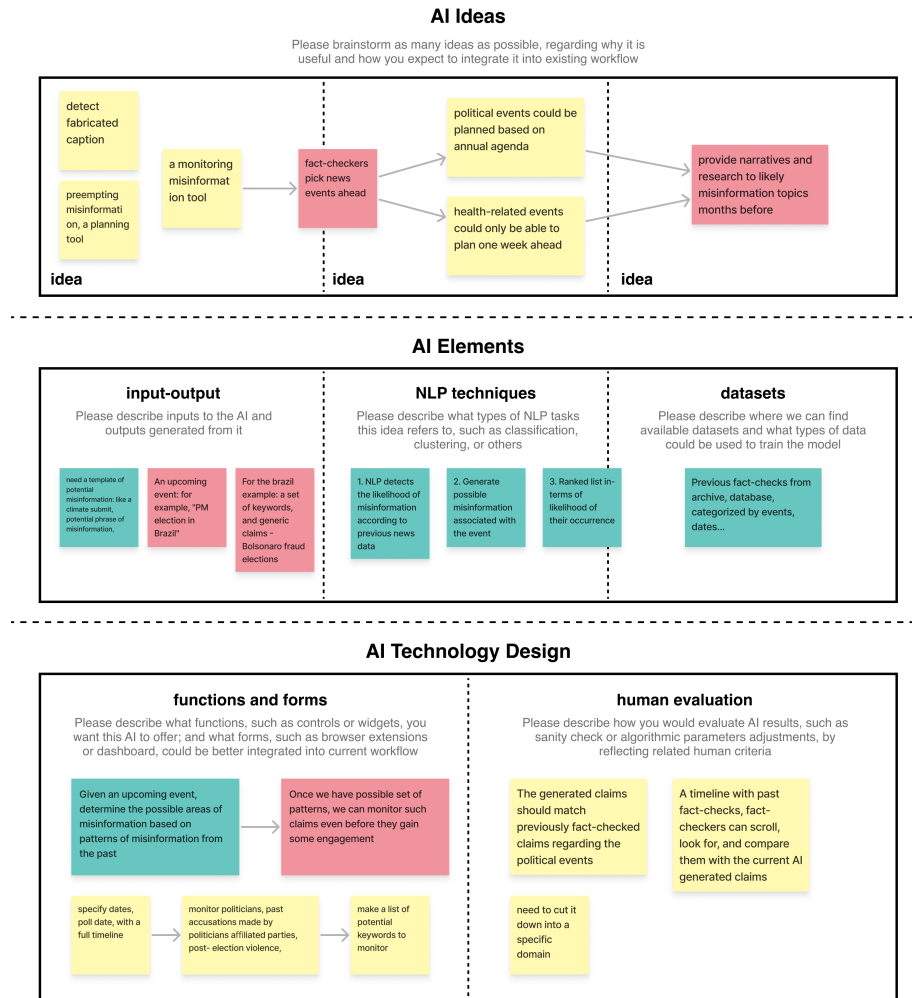 AI Ideas
Please brainstorm as many ideas as possible, regarding why it is
useful and how you expect to integrate it into existing workflow
detect
fabricated
caption
preempting
misinformati
on, a planning
tool
a monitoring
misinformat
ion tool
idea
fact-checkers
pick news
events ahead
political events could be
planned based on
annual agenda
health-related events
could only be able to
plan one week ahead
idea
provide narratives and
research to likely
misinformation topics
months before
idea
AI Elements
input-output
Please describe inputs to the AI and
outputs generated from it
need a template of
potential
misinformation: like a
climate submit,
potential phrase of
misinformation,
An upcoming
event: for
example, "PM
election in
Brazil"
For the brazil
example: a set
of keywords,
and generic
claims -
Bolsonaro fraud
elections
NLP techniques
Please describe what types of NLP tasks
this idea refers to, such as classification,
clustering, or others
1. NLP detects
the likelihood of
misinformation
according to
previous news
data
2. Generate
possible
misinformation
associated with
the event
3. Ranked list in-
terms of
likelihood of
their occurrence
datasets
Please describe where we can find
available datasets and what types of data
could be used to train the model
Previous fact-checks from
archive, database,
categorized by events,
dates...
AI Technology Design
functions and forms
Please describe what functions, such as controls or widgets, you
want this AI to offer; and what forms, such as browser extensions
or dashboard, could be better integrated into current workflow
Given an upcoming event,
determine the possible areas of
misinformation based on
patterns of misinformation from
the past
Once we have possible set of
patterns, we can monitor such
claims even before they gain
some engagement
specify dates,
poll date, with a
full timeline
monitor politicians, past
accusations made by
politicians affiliated parties,
post- election violence,
make a list of
potential
keywords to
monitor
human evaluation
Please describe how you would evaluate AI results, such as
sanity check or algorithmic parameters adjustments, by
reflecting related human criteria
The generated claims
should match
previously fact-checked
claims regarding the
political events
A timeline with past
fact-checks, fact-
checkers can scroll,
look for, and compare
them with the current AI
generated claims
need to cut it
down into a
specific
domain